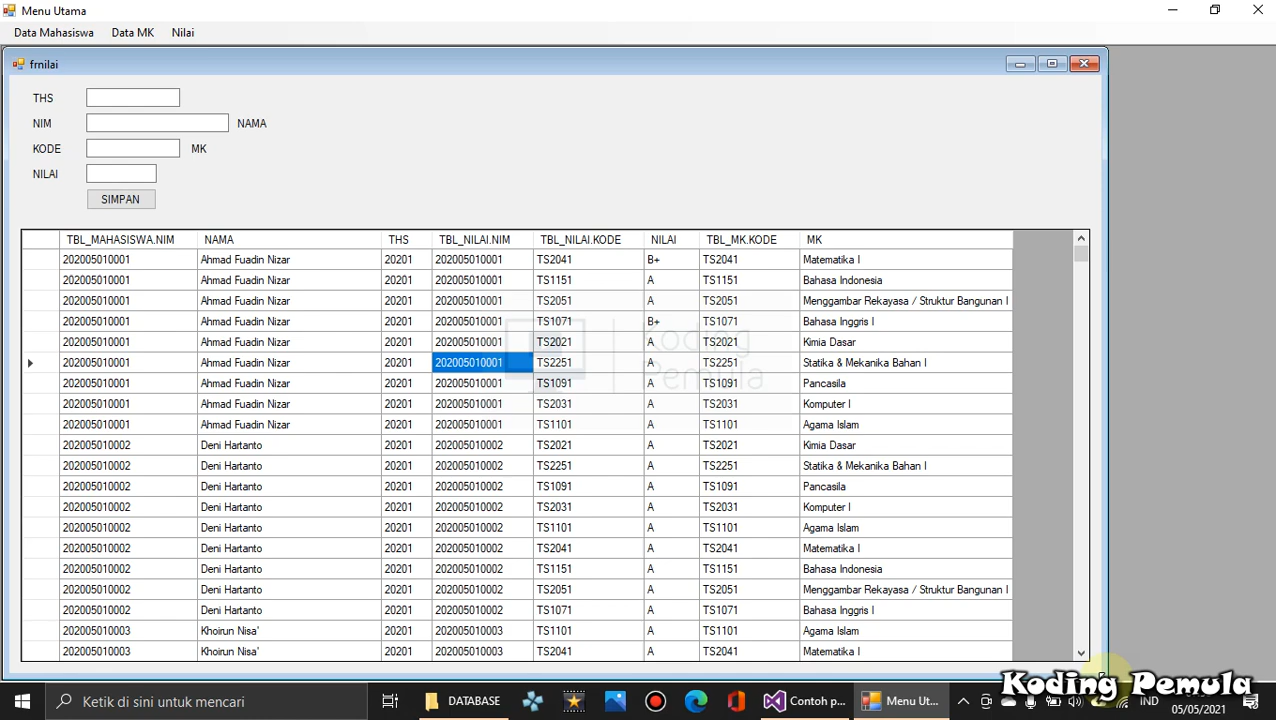 Menu Utama
Data Mahasiswa Data MK Nilai
frnilai
THS
NIM NAMA
KODE MK
NILAI
SIMPAN
TBL_MAHASISWA.NIM NAMA THS TBL_NILAI.NIM TBL_NILAI.KODE NILAI TBL_MK.KODE MK
202005010001 Ahmad Fuadin Nizar 20201 202005010001 TS2041 B+ TS2041 Matematika I
202005010001 Ahmad Fuadin Nizar 20201 202005010001 TS1151 A TS1151 Bahasa Indonesia
202005010001 Ahmad Fuadin Nizar 20201 202005010001 TS2051 A TS2051 Menggambar Rekayasa / Struktur Bangunan I
202005010001 Ahmad Fuadin Nizar 20201 202005010001 TS1071 B+ TS1071 Bahasa Inggris I
202005010001 Ahmad Fuadin Nizar 20201 202005010001 TS2021 A TS2021 Kimia Dasar
202005010001 Ahmad Fuadin Nizar 20201 202005010001 TS2251 A TS2251 Statika & Mekanika Bahan I
202005010001 Ahmad Fuadin Nizar 20201 202005010001 TS1091 A TS1091 Pancasila
202005010001 Ahmad Fuadin Nizar 20201 202005010001 TS2031 A TS2031 Komputer I
202005010001 Ahmad Fuadin Nizar 20201 202005010001 TS1101 A TS1101 Agama Islam
202005010002 Deni Hartanto 20201 202005010002 TS2021 A TS2021 Kimia Dasar
202005010002 Deni Hartanto 20201 202005010002 TS2251 A TS2251 Statika & Mekanika Bahan I
202005010002 Deni Hartanto 20201 202005010002 TS1091 A TS1091 Pancasila
202005010002 Deni Hartanto 20201 202005010002 TS2031 A TS2031 Komputer I
202005010002 Deni Hartanto 20201 202005010002 TS1101 A TS1101 Agama Islam
202005010002 Deni Hartanto 20201 202005010002 TS2041 A TS2041 Matematika I
202005010002 Deni Hartanto 20201 202005010002 TS1151 A TS1151 Bahasa Indonesia
202005010002 Deni Hartanto 20201 202005010002 TS2051 A TS2051 Menggambar Rekayasa / Struktur Bangunan I
202005010002 Deni Hartanto 20201 202005010002 TS1071 A TS1071 Bahasa Inggris I
202005010003 Khoirun Nisa' 20201 202005010003 TS1101 A TS1101 Agama Islam
202005010003 Khoirun Nisa' 20201 202005010003 TS2041 A TS2041 Matematika I
Koding
Pemula
Koding Pemula
Ketik di sini untuk mencari DATABASE Contoh p... Menu Ut... IND
05/05/2021